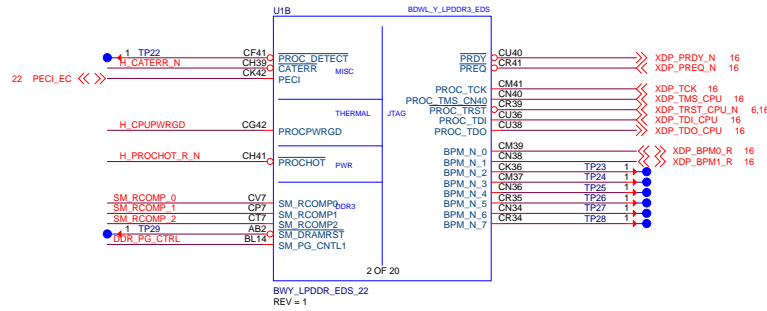 U1B BDWL_Y_LPDDR3_EDS
1 TP22 CF41 PROC_DETECT PRDY CU40 XDP_PRDY_N 16
H_CATERR_N CH39 CATERR MISC PREQ CR41 XDP_PREQ_N 16
22 PECI_EC CK42 PECI
PROC_TCK CM41 XDP_TCK 16
PROC_TMS_CN40 CN40 XDP_TMS_CPU 16
THERMAL JTAG PROC_TRST CR39 XDP_TRST_CPU_N 6,16
PROC_TDI CU36 XDP_TDI_CPU 16
H_CPUPWRGD CG42 PROCPWRGD PROC_TDO CU38 XDP_TDO_CPU 16
BPM_N_0 CM39 XDP_BPM0_R 16
H_PROCHOT_R_N CH41 PROCHOT PWR BPM_N_1 CN38 XDP_BPM1_R 16
BPM_N_2 CK36 TP23 1
BPM_N_3 CM37 TP24 1
BPM_N_4 CN36 TP25 1
SM_RCOMP_0 CV7 SM_RCOMP0 DDR3 BPM_N_5 CR35 TP26 1
SM_RCOMP_1 CP7 SM_RCOMP1 BPM_N_6 CN34 TP27 1
SM_RCOMP_2 CT7 SM_RCOMP2 BPM_N_7 CR34 TP28 1
1 TP29 AB2 SM_DRAMRST
DDR_PG_CTRL BL14 SM_PG_CNTL1
2 OF 20
BWY_LPDDR_EDS_22
REV = 1